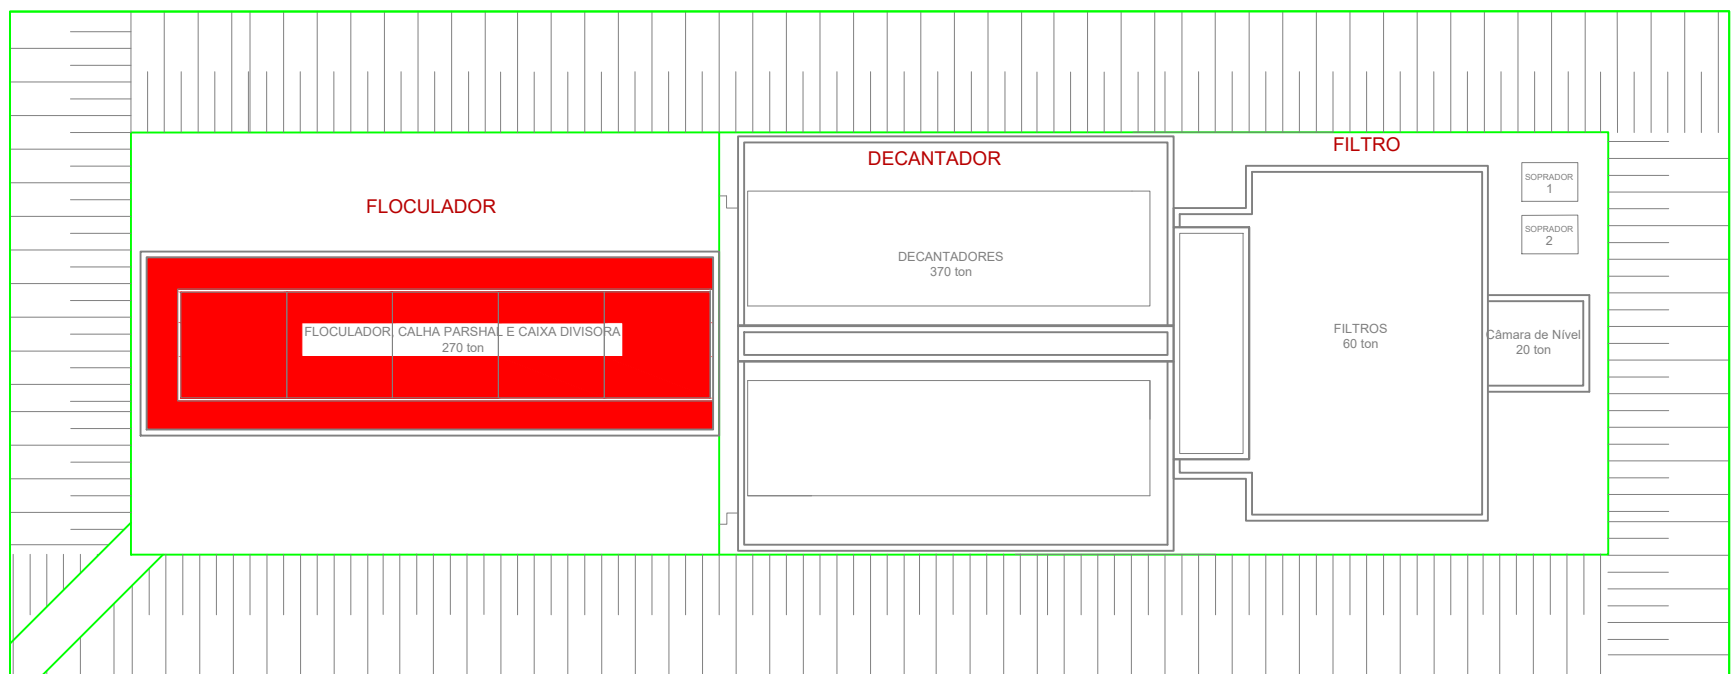 FLOCULADOR
DECANTADOR
FILTRO
SOPRADOR
1
SOPRADOR
2
DECANTADORES
370 ton
FLOCULADOR, CALHA PARSHAL E CAIXA DIVISORA
270 ton
FILTROS
60 ton
Câmara de Nível
20 ton